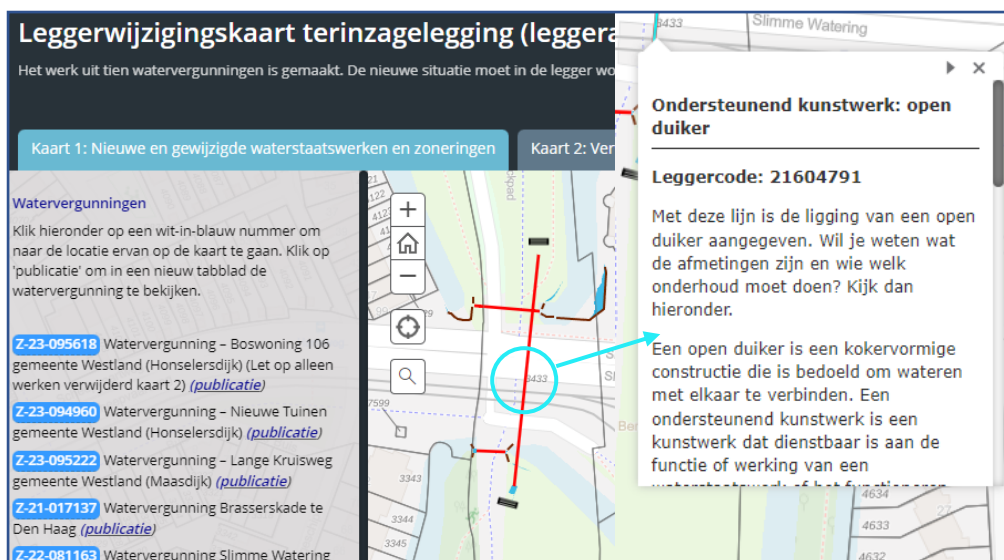 Leggerwijzigingskaart terinzagelegging (leggera
Het werk uit tien watervergunningen is gemaakt. De nieuwe situatie moet in de legger wo
Kaart 1: Nieuwe en gewijzigde waterstaatswerken en zoneringen
Kaart 2: Ver
Watervergunningen
Klik hieronder op een wit-in-blauw nummer om
naar de locatie ervan op de kaart te gaan. Klik op
'publicatie' om in een nieuw tabblad de
watervergunning te bekijken.
Z-23-095618 Watervergunning – Boswoning 106
gemeente Westland (Honselersdijk) (Let op alleen
werken verwijderd kaart 2) (publicatie)
Z-23-094960 Watervergunning – Nieuwe Tuinen
gemeente Westland (Honselersdijk) (publicatie)
Z-23-095222 Watervergunning – Lange Kruisweg
gemeente Westland (Maasdijk) (publicatie)
Z-21-017137 Watervergunning Brasserskade te
Den Haag (publicatie)
Z-22-081163 Watervergunning Slimme Watering
3433
7599
3343
3344
3345
3433
Slimme Watering
Ondersteunend kunstwerk: open
duiker
Leggercode: 21604791
Met deze lijn is de ligging van een open
duiker aangegeven. Wil je weten wat
de afmetingen zijn en wie welk
onderhoud moet doen? Kijk dan
hieronder.
Een open duiker is een kokervormige
constructie die is bedoeld om wateren
met elkaar te verbinden. Een
ondersteunend kunstwerk is een
kunstwerk dat dienstbaar is aan de
functie of werking van een
4634
27
4633
4632